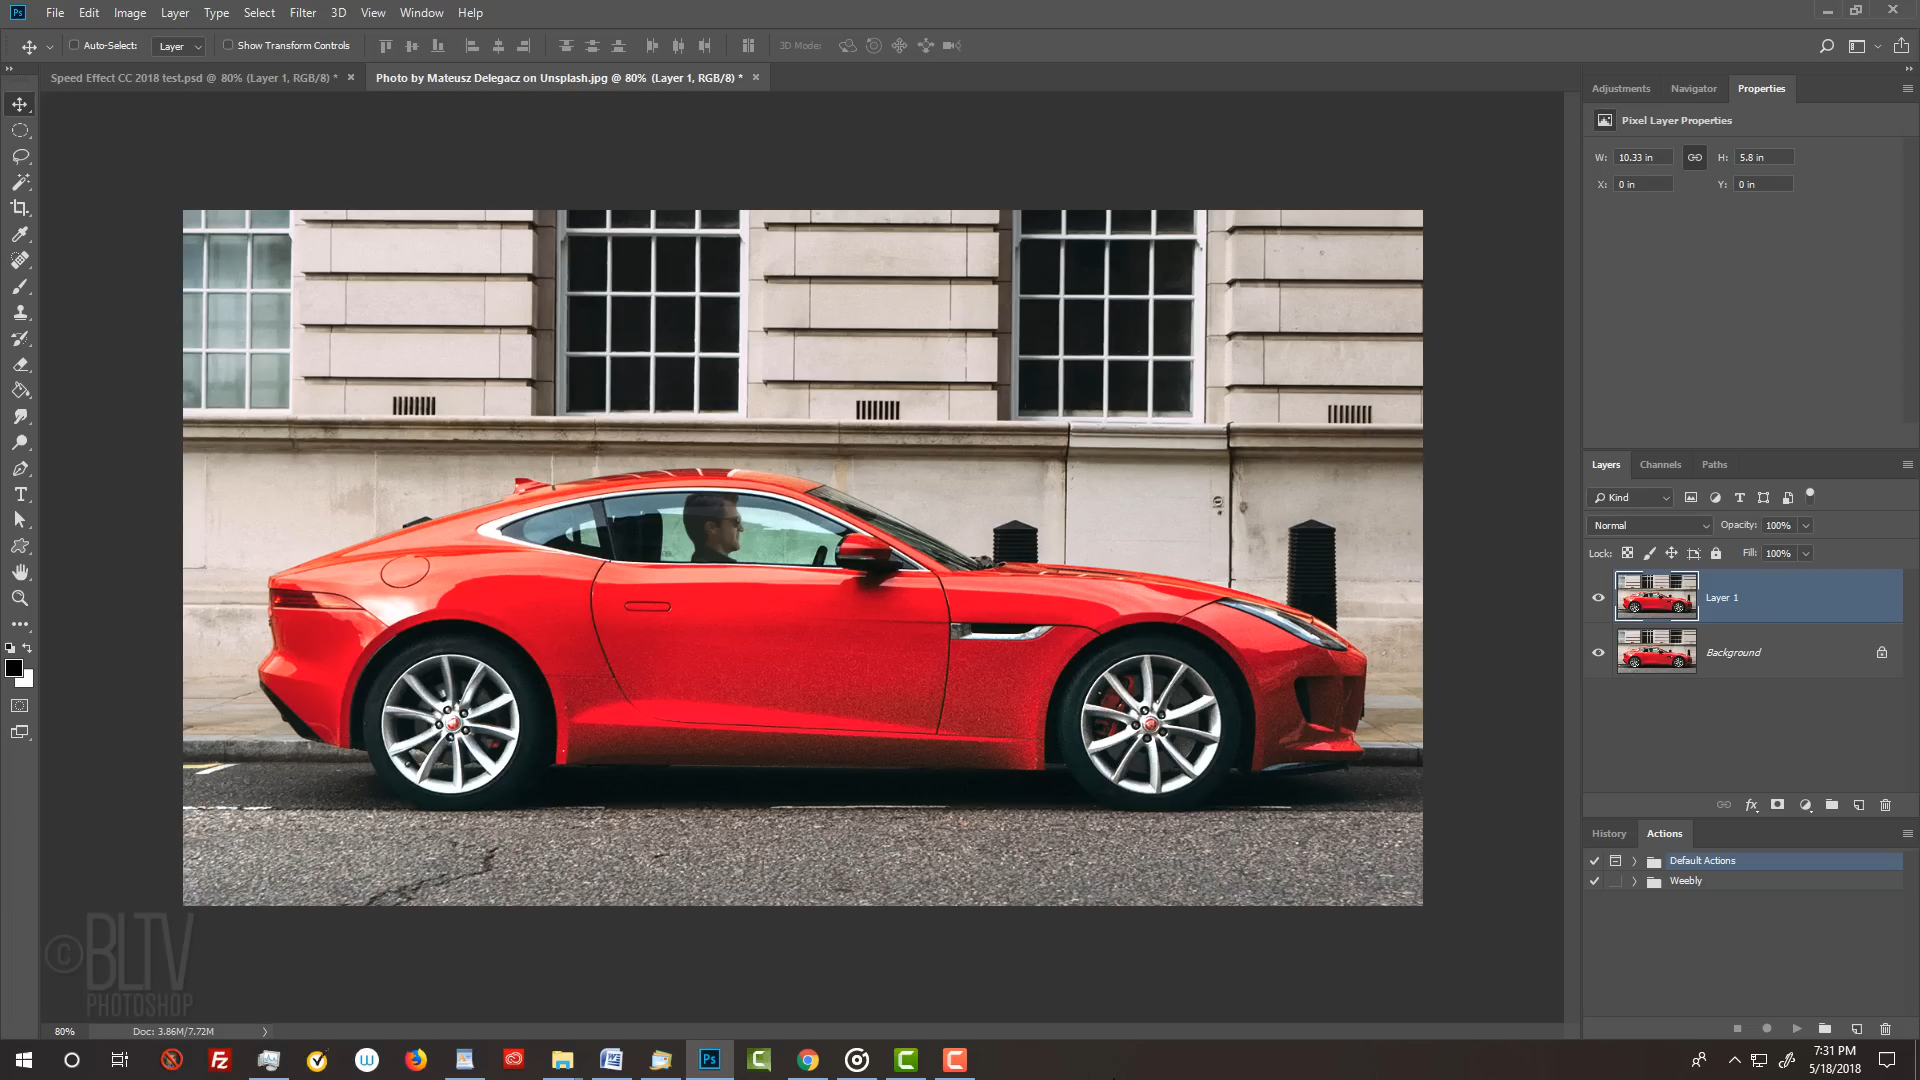 Ps File Edit Image Layer Type Select Filter 3D View Window Help
Auto-Select: Layer Show Transform Controls 3D Mode:
Speed Effect CC 2018 test.psd @ 80% (Layer 1, RGB/8) * × Photo by Mateusz Delegacz on Unsplash.jpg @ 80% (Layer 1, RGB/8) * ×
Adjustments Navigator Properties
Pixel Layer Properties
W: 10.33 in H: 5.8 in
X: 0 in Y: 0 in
Layers Channels Paths
Kind
Normal Opacity: 100%
Lock: Fill: 100%
Layer 1
Background
fx
History Actions
Default Actions
Weebly
©BLTV
PHOTOSHOP
80% Doc: 3.86M/7.72M
7:31 PM
5/18/2018